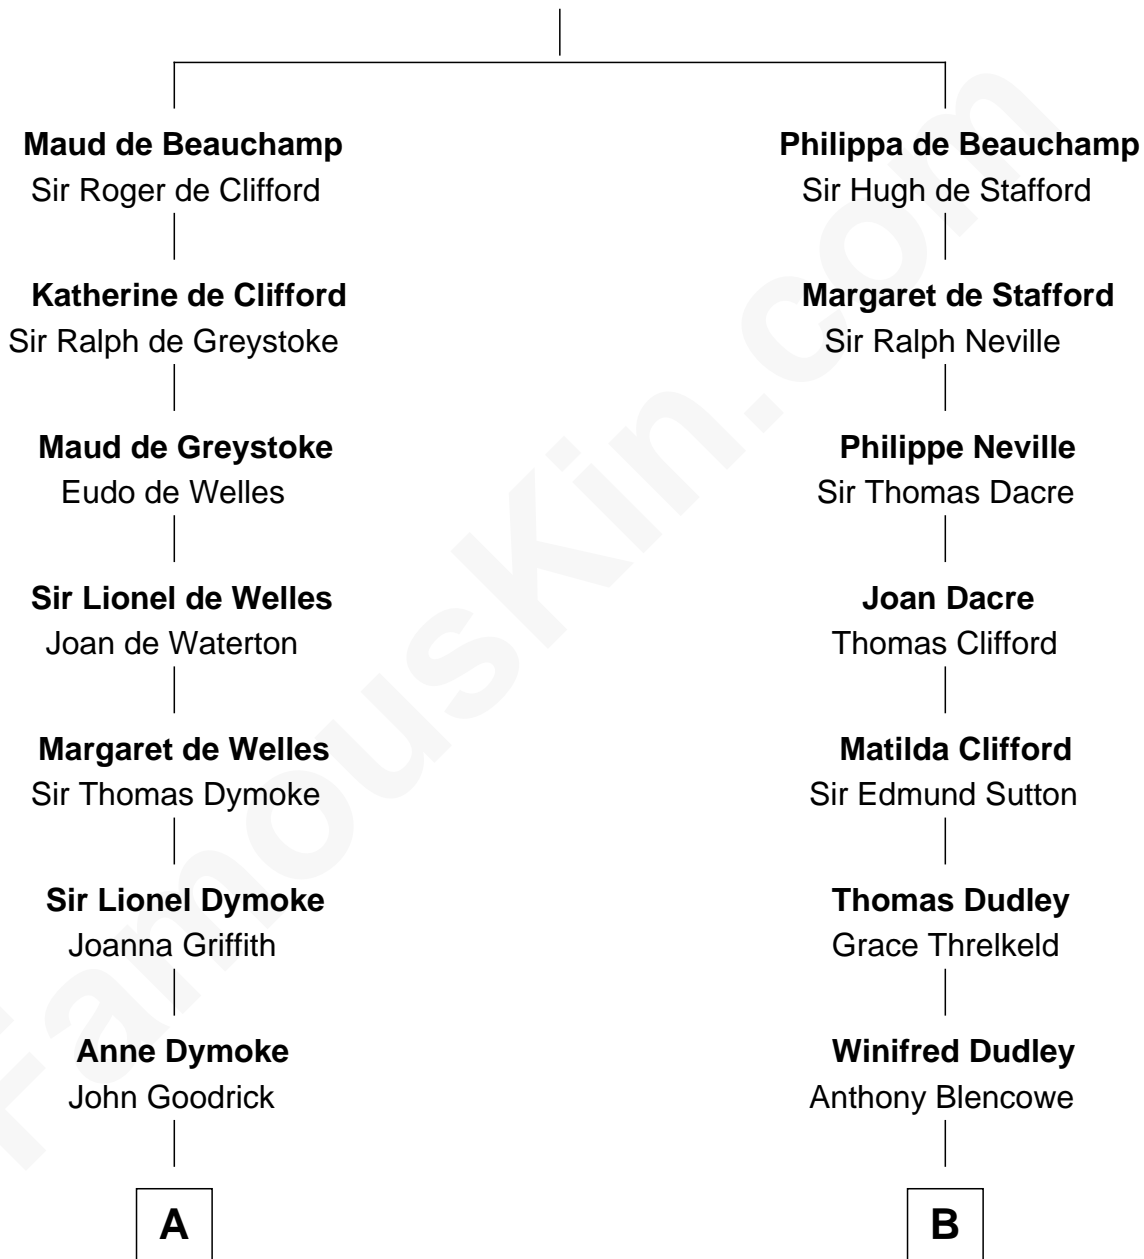 Maud de Beauchamp
Sir Roger de Clifford
Katherine de Clifford
Sir Ralph de Greystoke
Maud de Greystoke
Eudo de Welles
Sir Lionel de Welles
Joan de Waterton
Margaret de Welles
Sir Thomas Dymoke
Sir Lionel Dymoke
Joanna Griffith
Anne Dymoke
John Goodrick
A
Philippa de Beauchamp
Sir Hugh de Stafford
Margaret de Stafford
Sir Ralph Neville
Philippe Neville
Sir Thomas Dacre
Joan Dacre
Thomas Clifford
Matilda Clifford
Sir Edmund Sutton
Thomas Dudley
Grace Threlkeld
Winifred Dudley
Anthony Blencowe
B
FamousKin.com